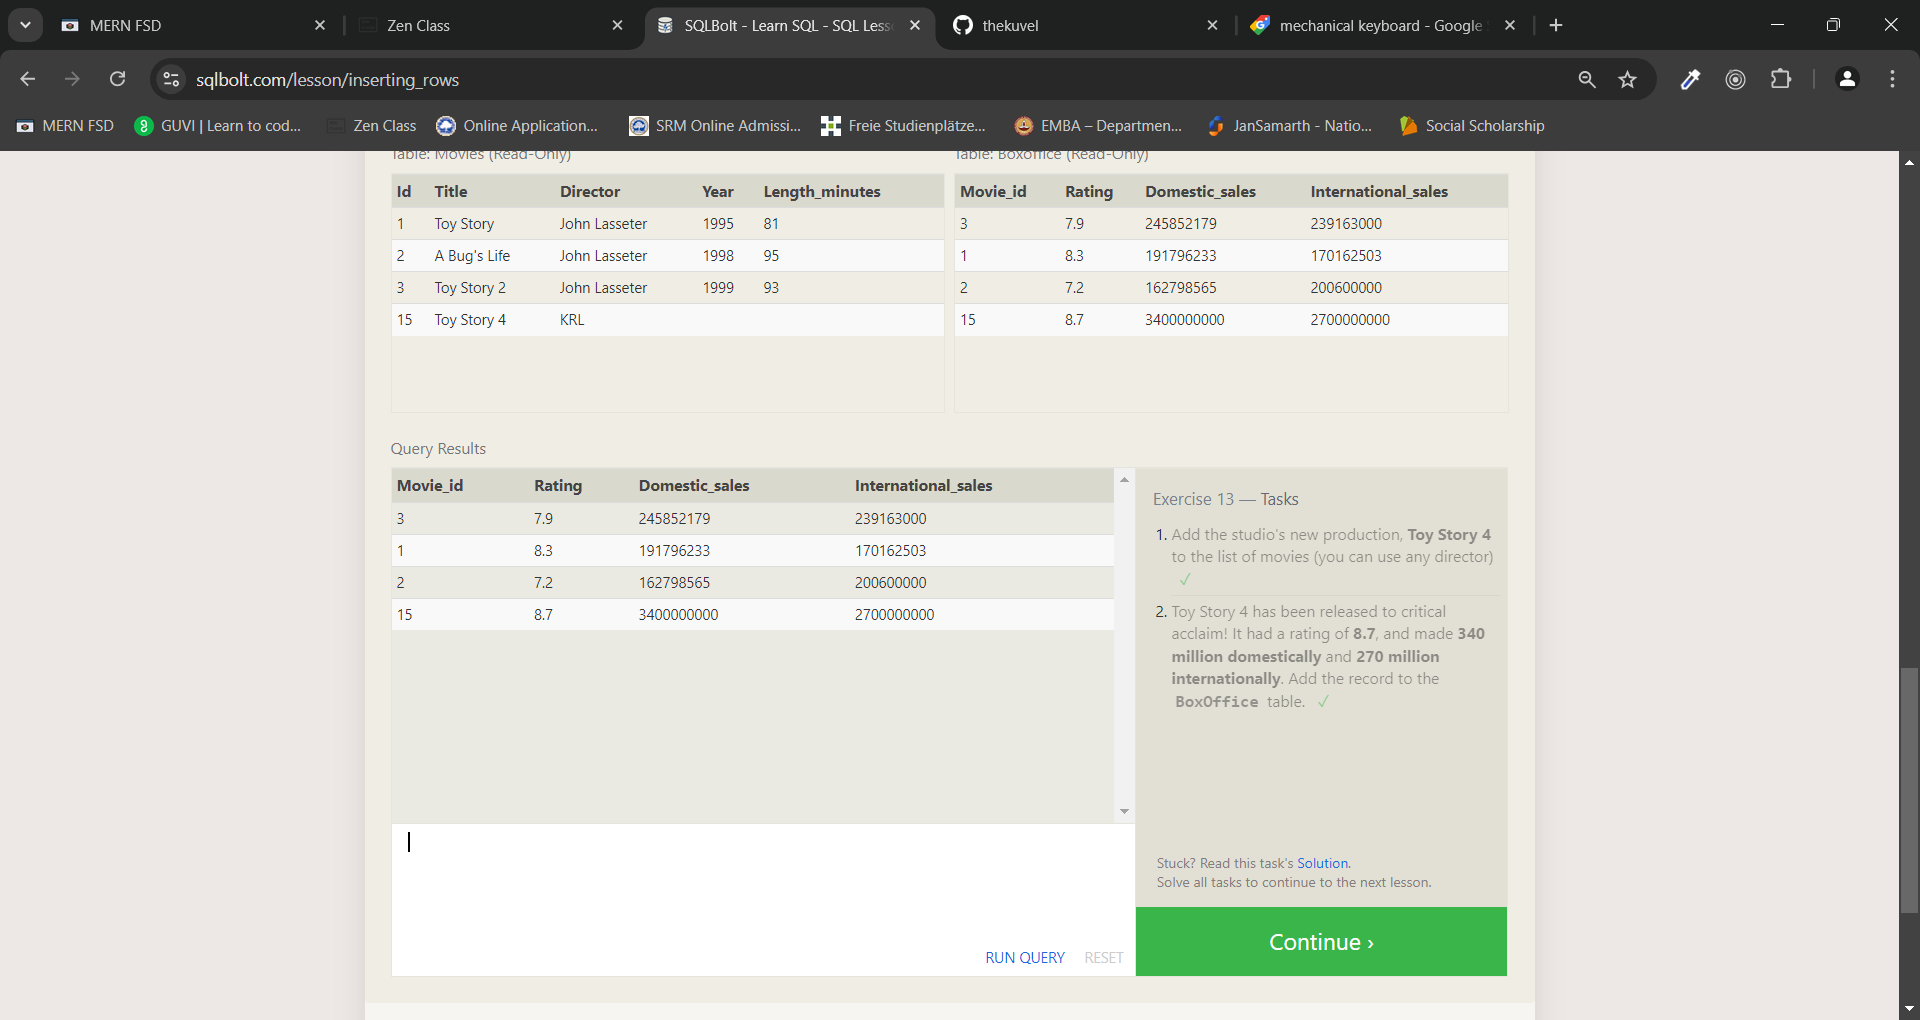 MERN FSD
Zen Class
SQLBolt - Learn SQL - SQL Less
thekuvel
mechanical keyboard - Google
sqlbolt.com/lesson/inserting_rows
MERN FSD
GUVI | Learn to cod...
Zen Class
Online Application...
SRM Online Admissi...
Freie Studienplätze...
EMBA – Departmen...
JanSamarth - Natio...
Social Scholarship
Table: Movies (Read-Only)
Id Title Director Year Length_minutes
1 Toy Story John Lasseter 1995 81
2 A Bug's Life John Lasseter 1998 95
3 Toy Story 2 John Lasseter 1999 93
15 Toy Story 4 KRL
Table: Boxoffice (Read-Only)
Movie_id Rating Domestic_sales International_sales
3 7.9 245852179 239163000
1 8.3 191796233 170162503
2 7.2 162798565 200600000
15 8.7 3400000000 2700000000
Query Results
Movie_id Rating Domestic_sales International_sales
3 7.9 245852179 239163000
1 8.3 191796233 170162503
2 7.2 162798565 200600000
15 8.7 3400000000 2700000000
RUN QUERY RESET
Exercise 13 — Tasks
1. Add the studio's new production, Toy Story 4
to the list of movies (you can use any director)
✓
2. Toy Story 4 has been released to critical
acclaim! It had a rating of 8.7, and made 340
million domestically and 270 million
internationally. Add the record to the
BoxOffice table. ✓
Stuck? Read this task's Solution.
Solve all tasks to continue to the next lesson.
Continue ›